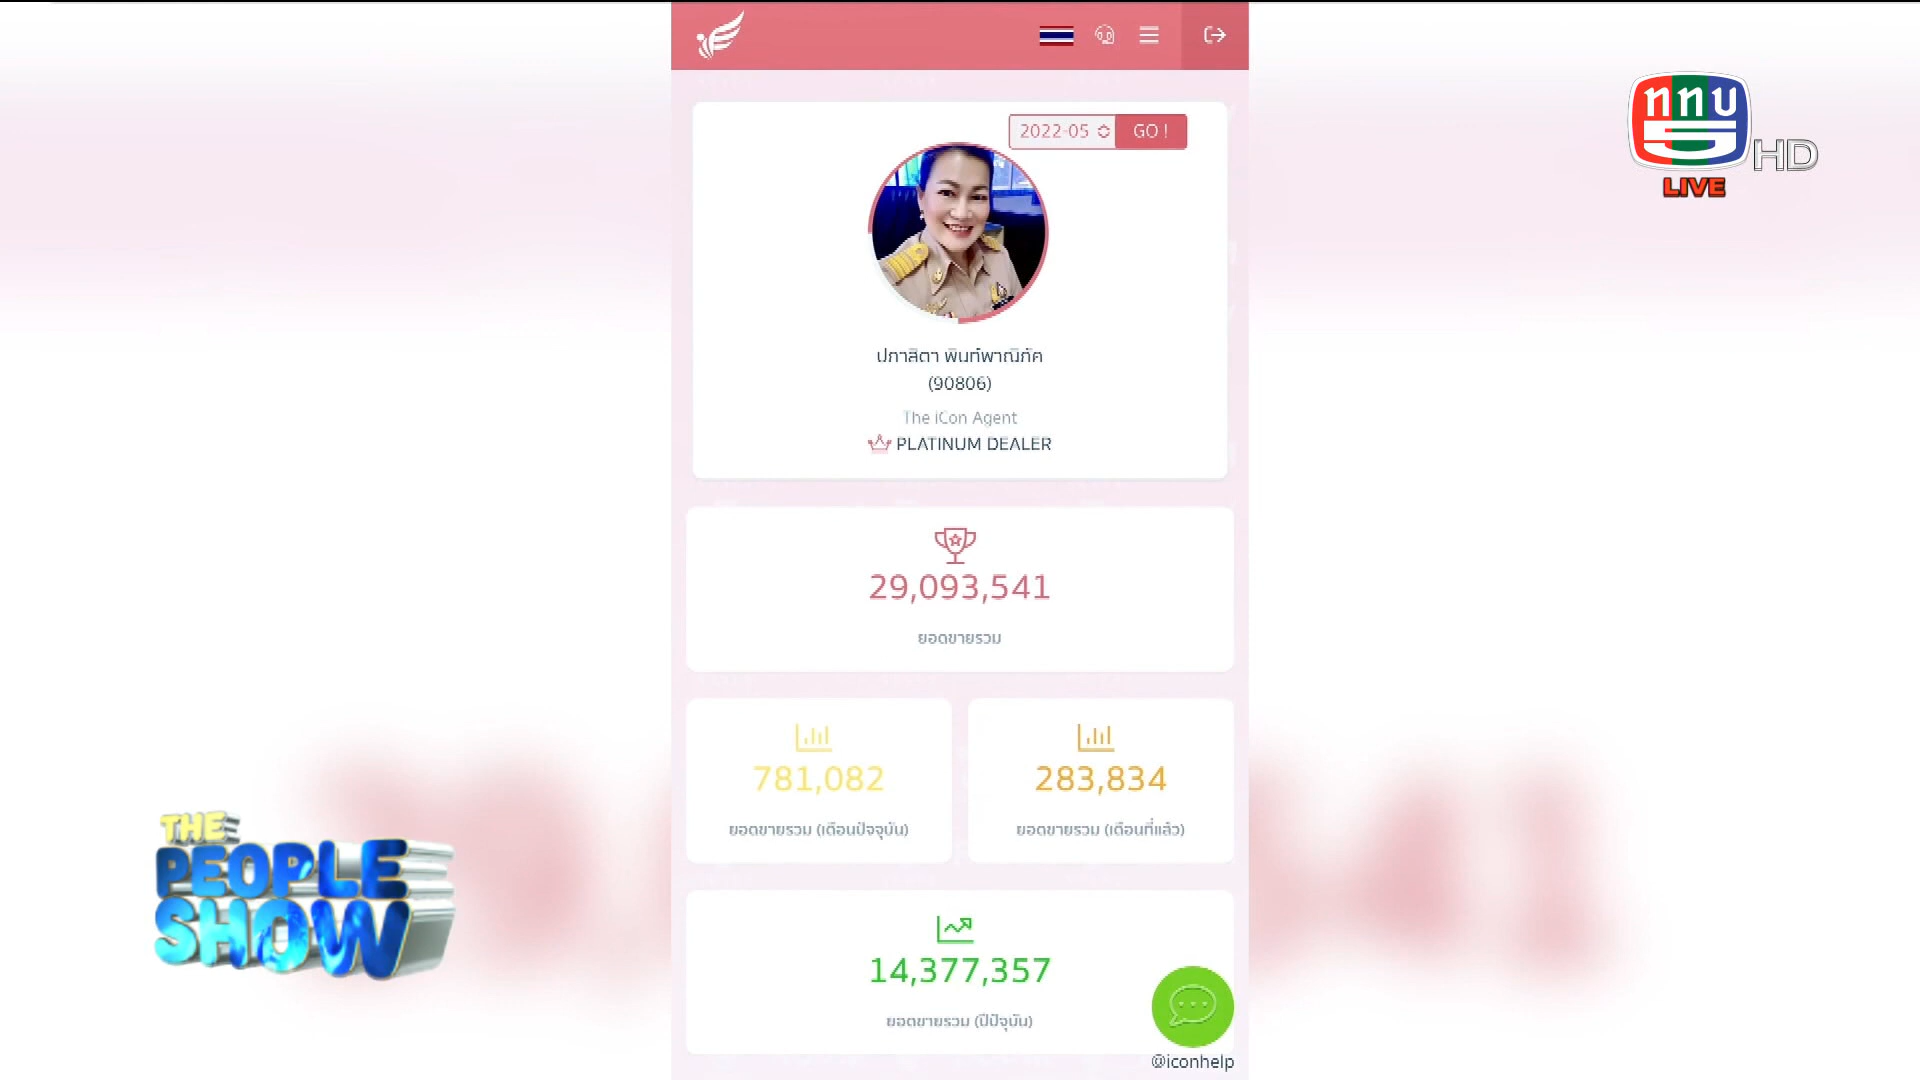 ททบ
HD
LIVE
2022-05 GO !
ปภาสิตา พินท์พาณิภัค
(90806)
The iCon Agent
PLATINUM DEALER
29,093,541
ยอดขายรวม
781,082
ยอดขายรวม (เดือนปัจจุบัน)
283,834
ยอดขายรวม (เดือนที่แล้ว)
14,377,357
ยอดขายรวม (ปีปัจจุบัน)
@iconhelp
THE
PEOPLE
SHOW